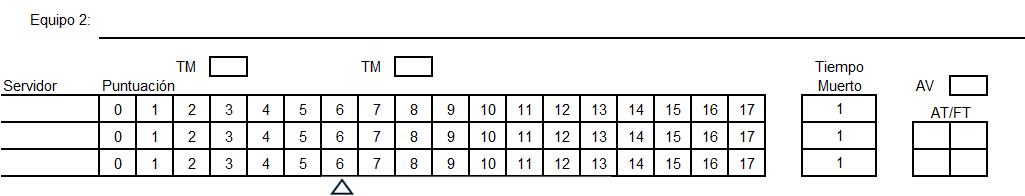 Equipo 2:
TM TM Tiempo
Servidor Puntuación Muerto AV
0 1 2 3 4 5 6 7 8 9 10 11 12 13 14 15 16 17 1 AT/FT
0 1 2 3 4 5 6 7 8 9 10 11 12 13 14 15 16 17 1
0 1 2 3 4 5 6 7 8 9 10 11 12 13 14 15 16 17 1